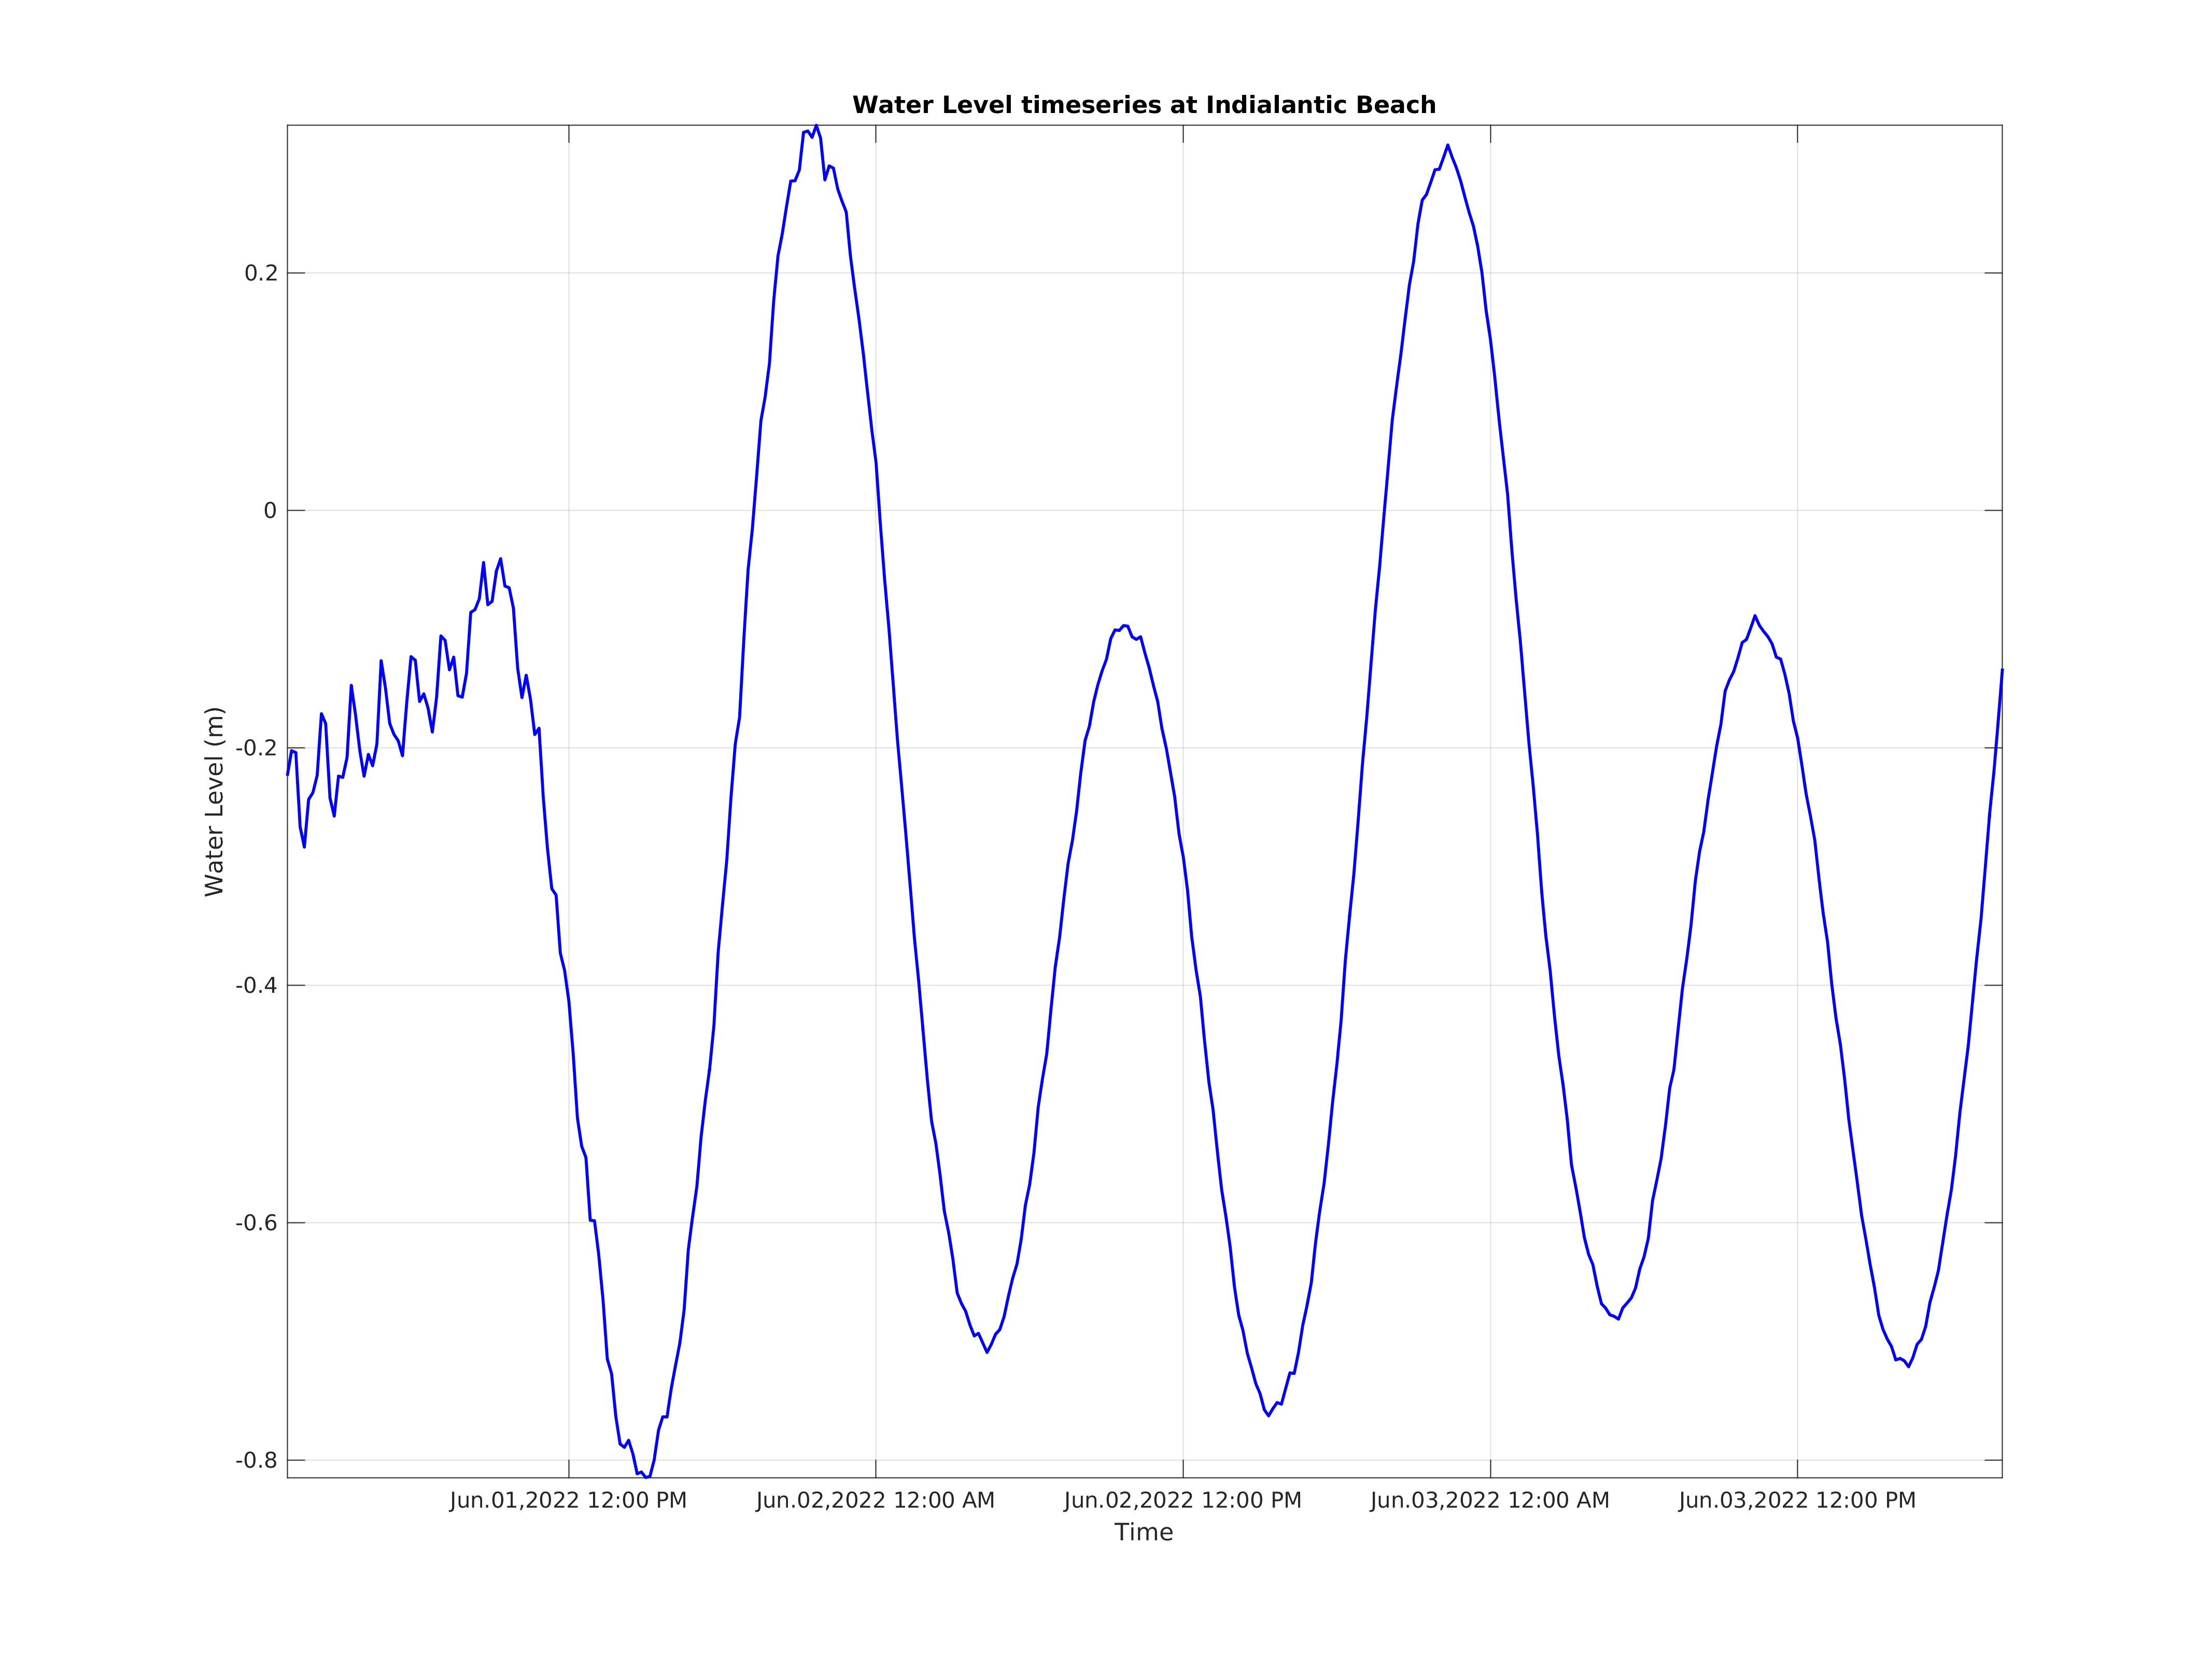 Water Level timeseries at Indialantic Beach
0.2
0
-0.2
-0.4
-0.6
-0.8
Water Level (m)
Jun.01,2022 12:00 PM
Jun.02,2022 12:00 AM
Jun.02,2022 12:00 PM
Jun.03,2022 12:00 AM
Jun.03,2022 12:00 PM
Time